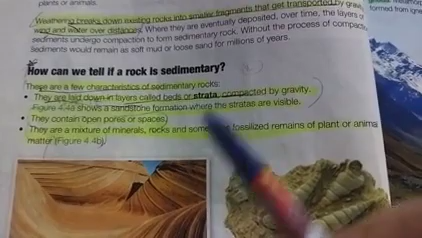 plants or animals.
Weathering breaks down existing rocks into smaller fragments that get transported by gravity,
wind and water over distances. Where they are eventually deposited, over time, the layers of
sediments undergo compaction to form sedimentary rock. Without the process of compaction,
sediments would remain as soft mud or loose sand for millions of years.
How can we tell if a rock is sedimentary?
These are a few characteristics of sedimentary rocks:
• They are laid down in layers called beds or strata, compacted by gravity.
Figure 4.4a shows a sandstone formation where the stratas are visible.
• They contain open pores or spaces.
• They are a mixture of minerals, rocks and some fossilized remains of plant or animal
matter (Figure 4.4b).
formed from igne